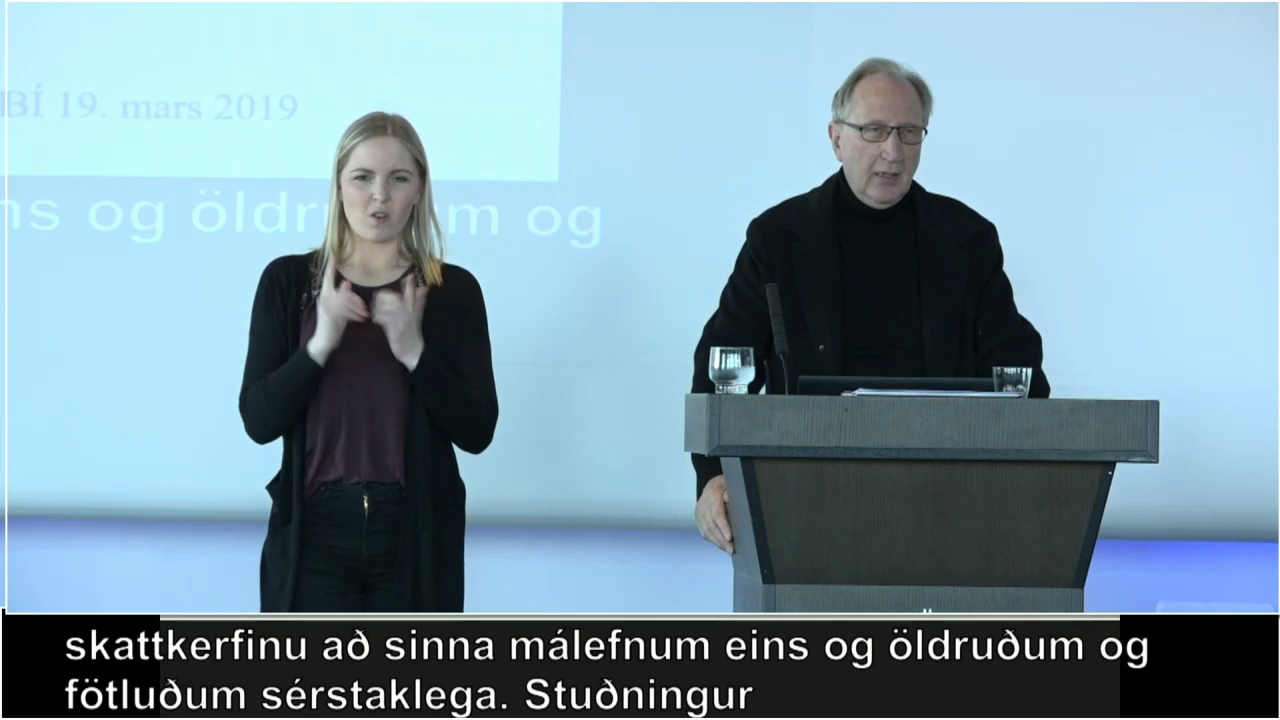 BÍ 19. mars 2019
ns og öldruðum og
skattkerfinu að sinna málefnum eins og öldruðum og
fötluðum sérstaklega. Stuðningur